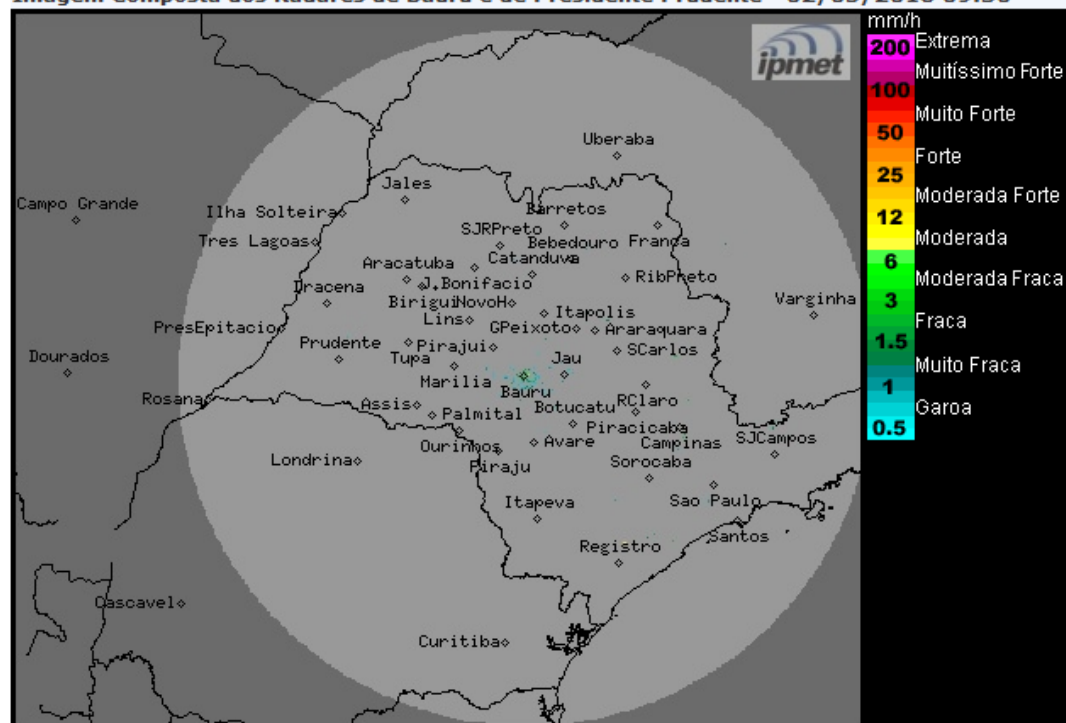 mm/h
200 Extrema
Muitíssimo Forte
100
Muito Forte
50
Forte
25
Moderada Forte
12
Moderada
6
Moderada Fraca
3
Fraca
1.5
Muito Fraca
1
Garoa
0.5
ipmet
Uberaba
Jales
Campo Grande
Ilha Solteira
Barretos
SJRPreto
Franca
Tres Lagoas
Bebedouro
Catanduva
Aracatuba
RibPreto
J.Bonifacio
Dracena
Birigui
NovoH
Varginha
Itapolis
Lins
GPeixoto
Araraquara
PresEpitacio
Prudente
Pirajui
SCarlos
Dourados
Tupa
Jau
Marilia
Bauru
Rosana
Assis
Botucatu
RClaro
Palmital
Piracicaba
Ourinhos
Avare
Campinas
SJCampos
Londrina
Piraju
Sorocaba
Itapeva
Sao Paulo
Santos
Registro
Cascavel
Curitiba